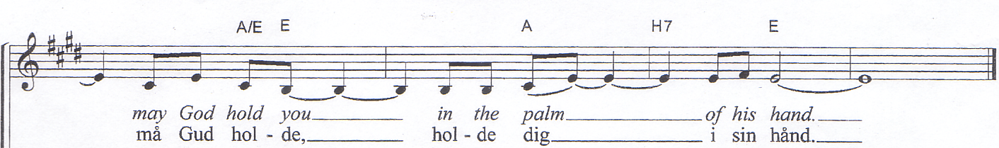 A/E E A H7 E
may God hold you in the palm of his hand.
må Gud hol - de, hol - de dig i sin hånd.